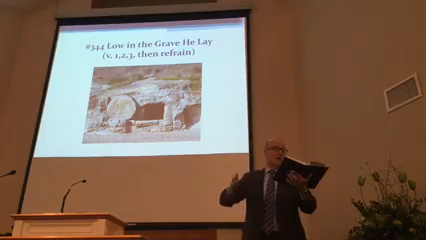 #344 Low in the Grave He Lay
(v. 1,2,3, then refrain)